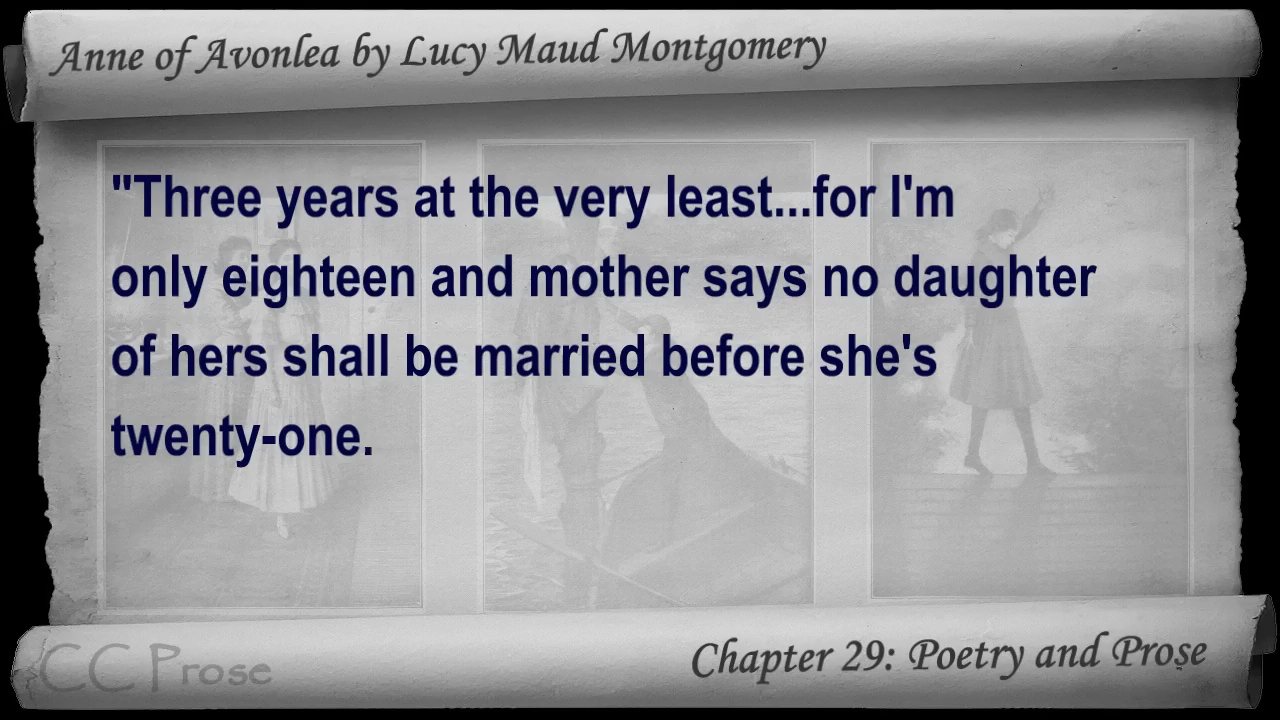 Anne of Avonlea by Lucy Maud Montgomery
"Three years at the very least...for I'm
only eighteen and mother says no daughter
of hers shall be married before she's
twenty-one.
CC Prose
Chapter 29: Poetry and Prose